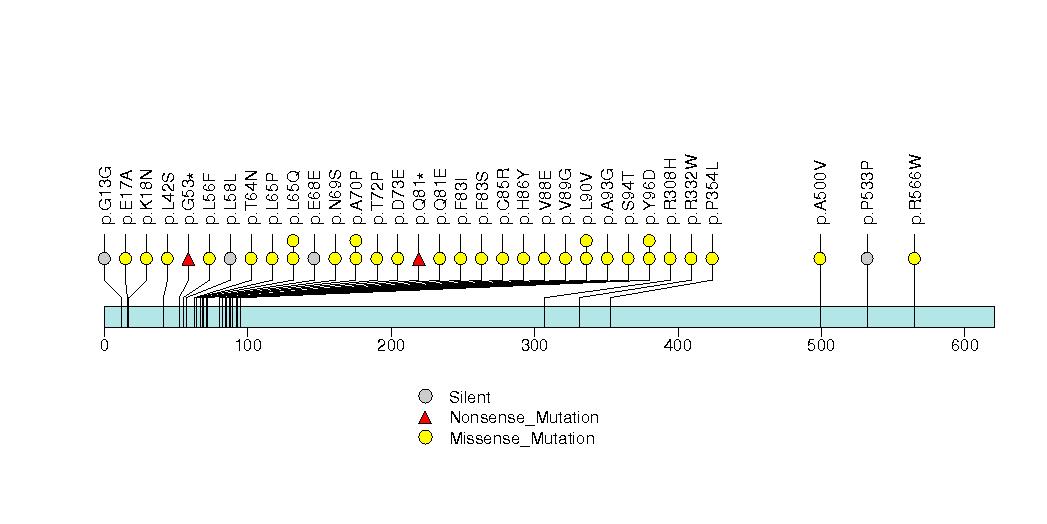 p.G13G
p.E17A
p.K18N
p.L42S
p.G53*
p.L56F
p.L58L
p.T64N
p.L65P
p.L65Q
p.E68E
p.N69S
p.A70P
p.T72P
p.D73E
p.Q81*
p.Q81E
p.F83I
p.F83S
p.C85R
p.H86Y
p.V88E
p.V89G
p.L90V
p.A93G
p.S94T
p.Y96D
p.R308H
p.R332W
p.P354L
p.A500V
p.P533P
p.R566W
0 100 200 300 400 500 600
Silent
Nonsense_Mutation
Missense_Mutation